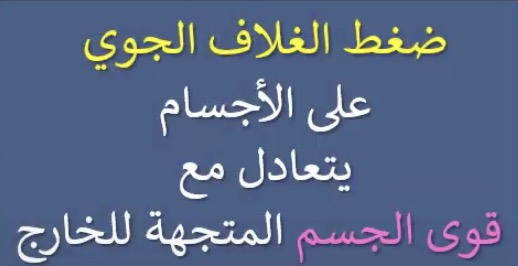 ضغط الغلاف الجوي
على الأجسام
يتعادل مع
قوى الجسم المتجهة للخارج